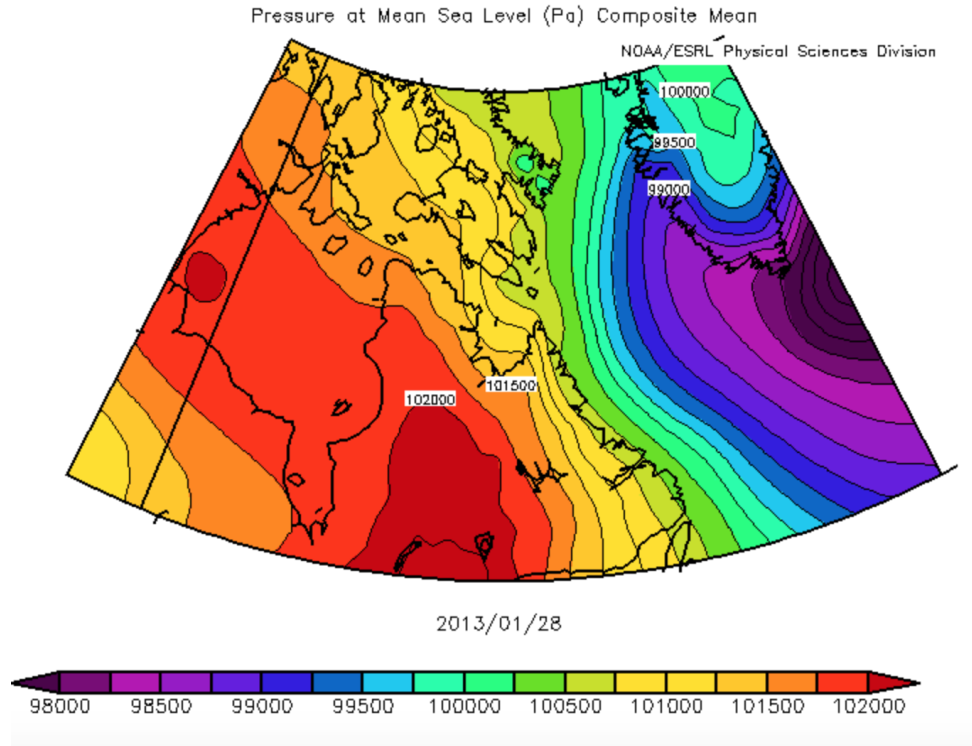 Pressure at Mean Sea Level (Pa) Composite Mean
NOAA/ESRL Physical Sciences Division
100000
99500
99000
101500
102000
2013/01/28
98000 98500 99000 99500 100000 100500 101000 101500 102000